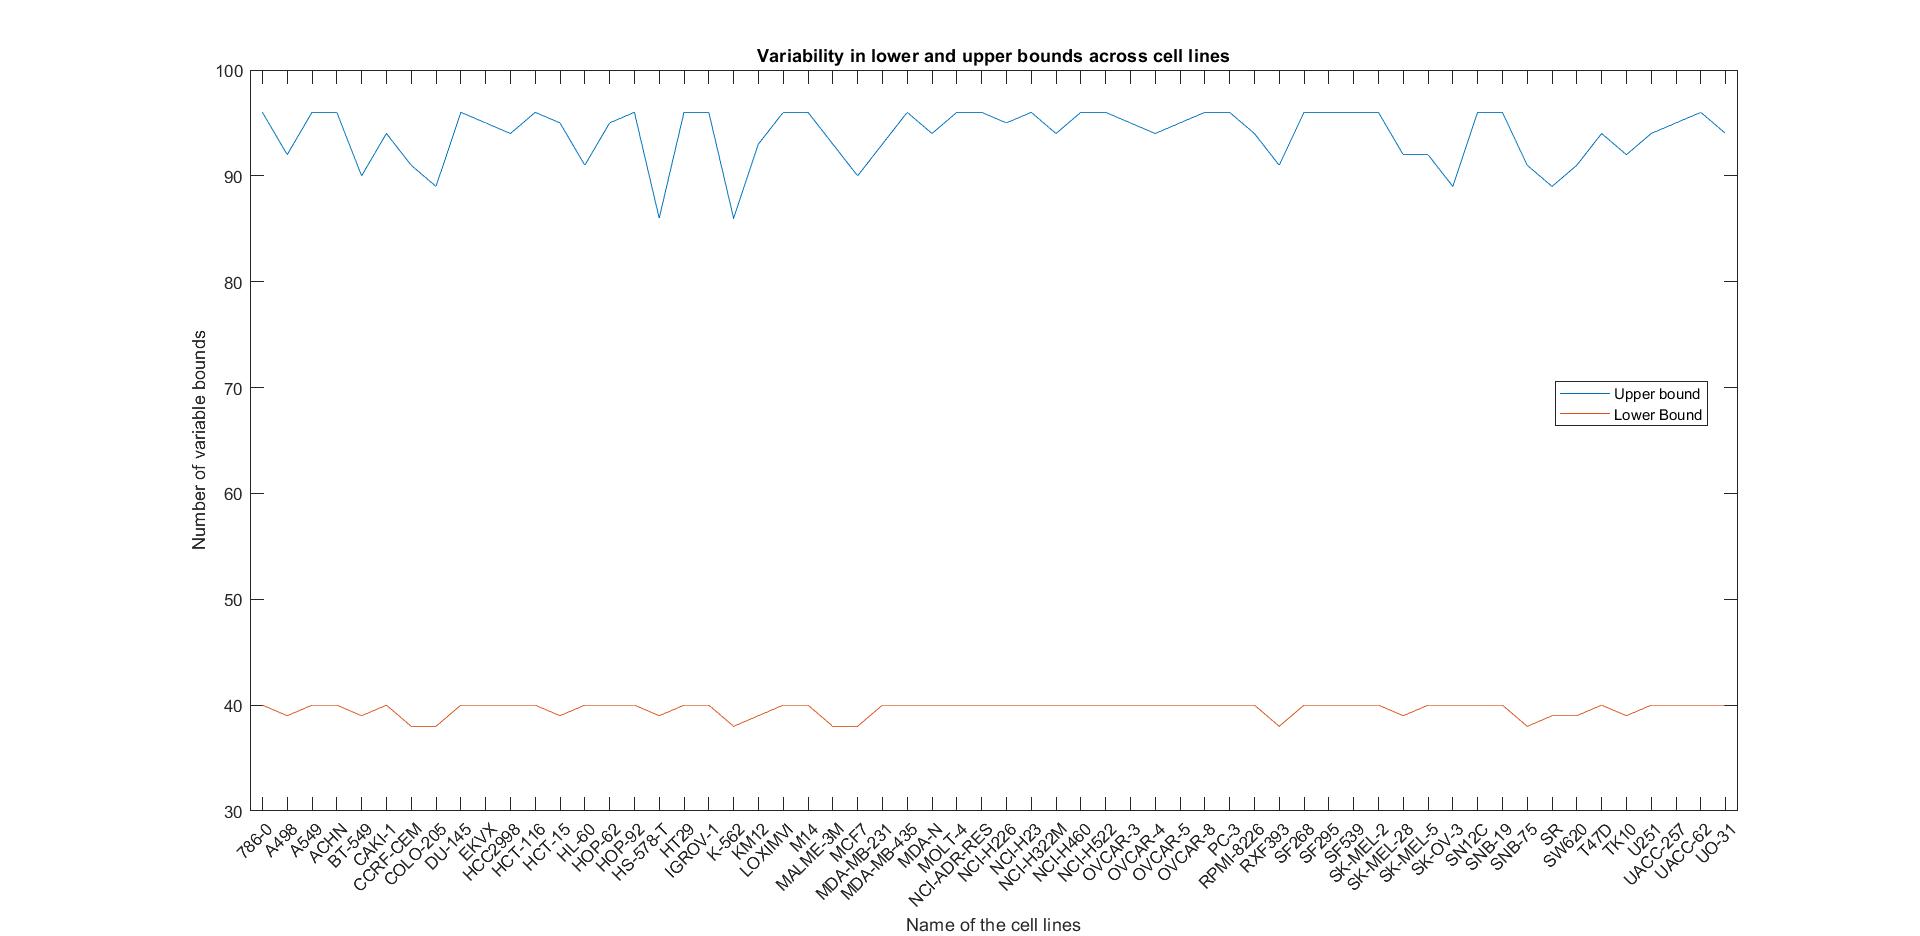 Variability in lower and upper bounds across cell lines
100
90
80
70
60
50
40
30
Number of variable bounds
Upper bound
Lower Bound
786-0
A498
A549
ACHN
BT-549
CAKI-1
CCRF-CEM
COLO-205
DU-145
EKVX
HCC2998
HCT-116
HCT-15
HL-60
HOP-62
HOP-92
HS-578-T
HT29
IGROV-1
K-562
KM12
LOXIMVI
M14
MALME-3M
MCF7
MDA-MB-231
MDA-MB-435
MDA-N
MOLT-4
NCI-ADR-RES
NCI-H226
NCI-H23
NCI-H322M
NCI-H460
NCI-H522
OVCAR-3
OVCAR-4
OVCAR-5
OVCAR-8
PC-3
RPMI-8226
RXF393
SF268
SF295
SF539
SK-MEL-2
SK-MEL-28
SK-MEL-5
SK-OV-3
SN12C
SNB-19
SNB-75
SR
SW620
T47D
TK10
U251
UACC-257
UACC-62
UO-31
Name of the cell lines